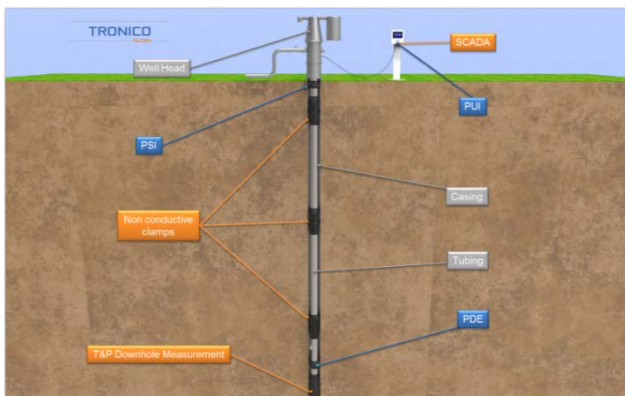 TRONICO
SCADA
Well Head
PUI
PSI
Casing
Non conductive
clamps
Tubing
PDE
T&P Downhole Measurement